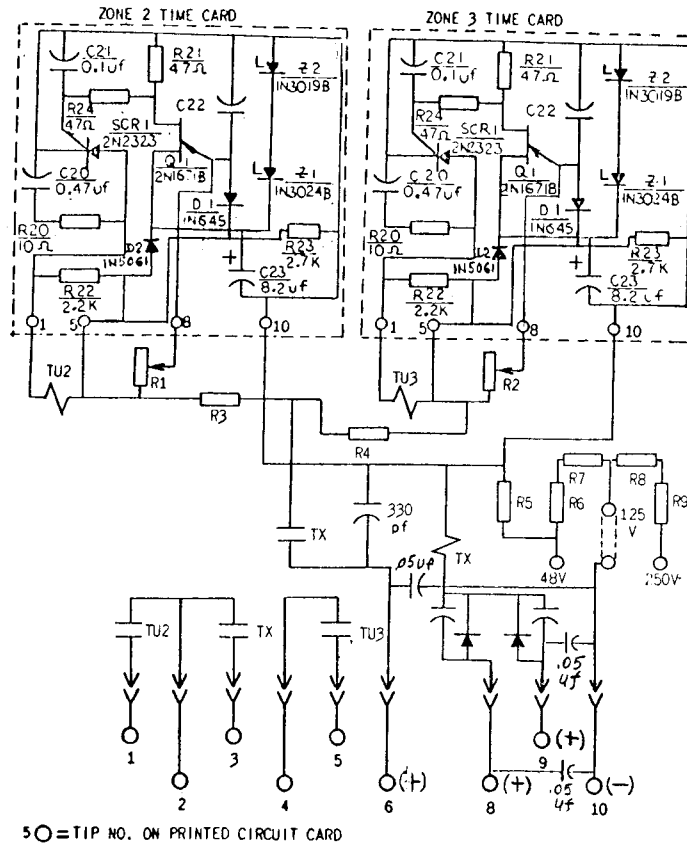 ZONE 2 TIME CARD
ZONE 3 TIME CARD
C21
0.1uf
R21
47Ω
Z2
1N3019B
C22
R24
47Ω
SCR1
2N2323
C20
0.47uf
Q1
2N1671B
Z1
1N3024B
D1
1N645
R20
10Ω
D2
1N5061
R23
2.7K
+
C23
8.2uf
R22
2.2K
1
5
8
10
C21
0.1uf
R21
47Ω
Z2
1N3019B
C22
R24
47Ω
SCR1
2N2323
C20
0.47uf
Q1
2N1671B
Z1
1N3024B
D1
1N645
R20
10Ω
1N5061
R23
2.7K
+
C23
8.2uf
R22
2.2K
1
5
8
10
TU2
R1
TU3
R2
R3
R4
R7
R8
R5
R6
R9
125
V
TX
330
pf
TX
.05uf
48V
250V
TU2
TX
TU3
.05
uf
1
3
5
9
(+)
2
4
6
(+)
8
(+)
.05
uf
10
(-)
5 = TIP NO. ON PRINTED CIRCUIT CARD